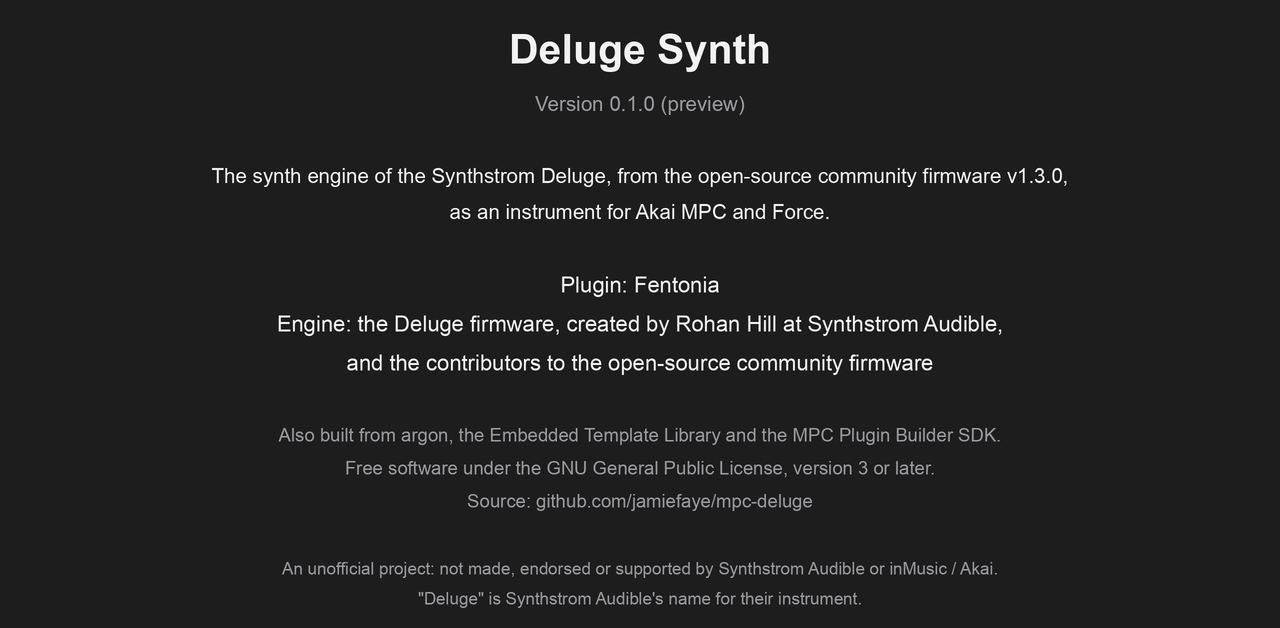 Deluge Synth
Version 0.1.0 (preview)
The synth engine of the Synthstrom Deluge, from the open-source community firmware v1.3.0,
as an instrument for Akai MPC and Force.
Plugin: Fentonia
Engine: the Deluge firmware, created by Rohan Hill at Synthstrom Audible,
and the contributors to the open-source community firmware
Also built from argon, the Embedded Template Library and the MPC Plugin Builder SDK.
Free software under the GNU General Public License, version 3 or later.
Source: github.com/jamiefaye/mpc-deluge
An unofficial project: not made, endorsed or supported by Synthstrom Audible or inMusic / Akai.
"Deluge" is Synthstrom Audible's name for their instrument.